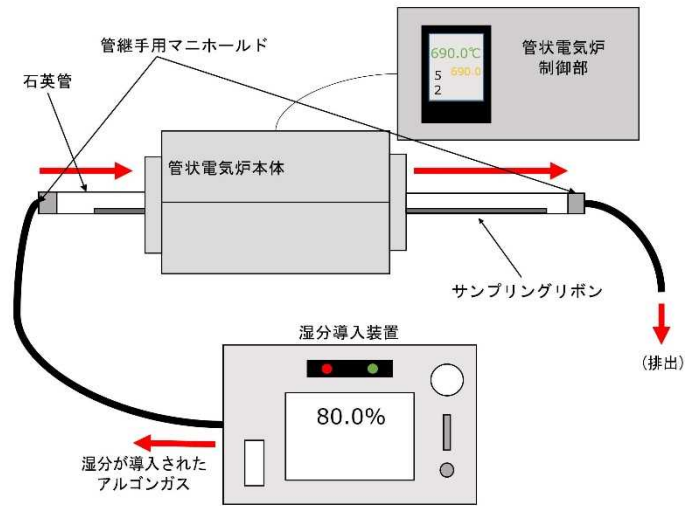 管継手用マニホールド
石英管
690.0℃
690.0
5
2
管状電気炉
制御部
管状電気炉本体
サンプリングリボン
湿分導入装置
(排出)
80.0%
湿分が導入された
アルゴンガス